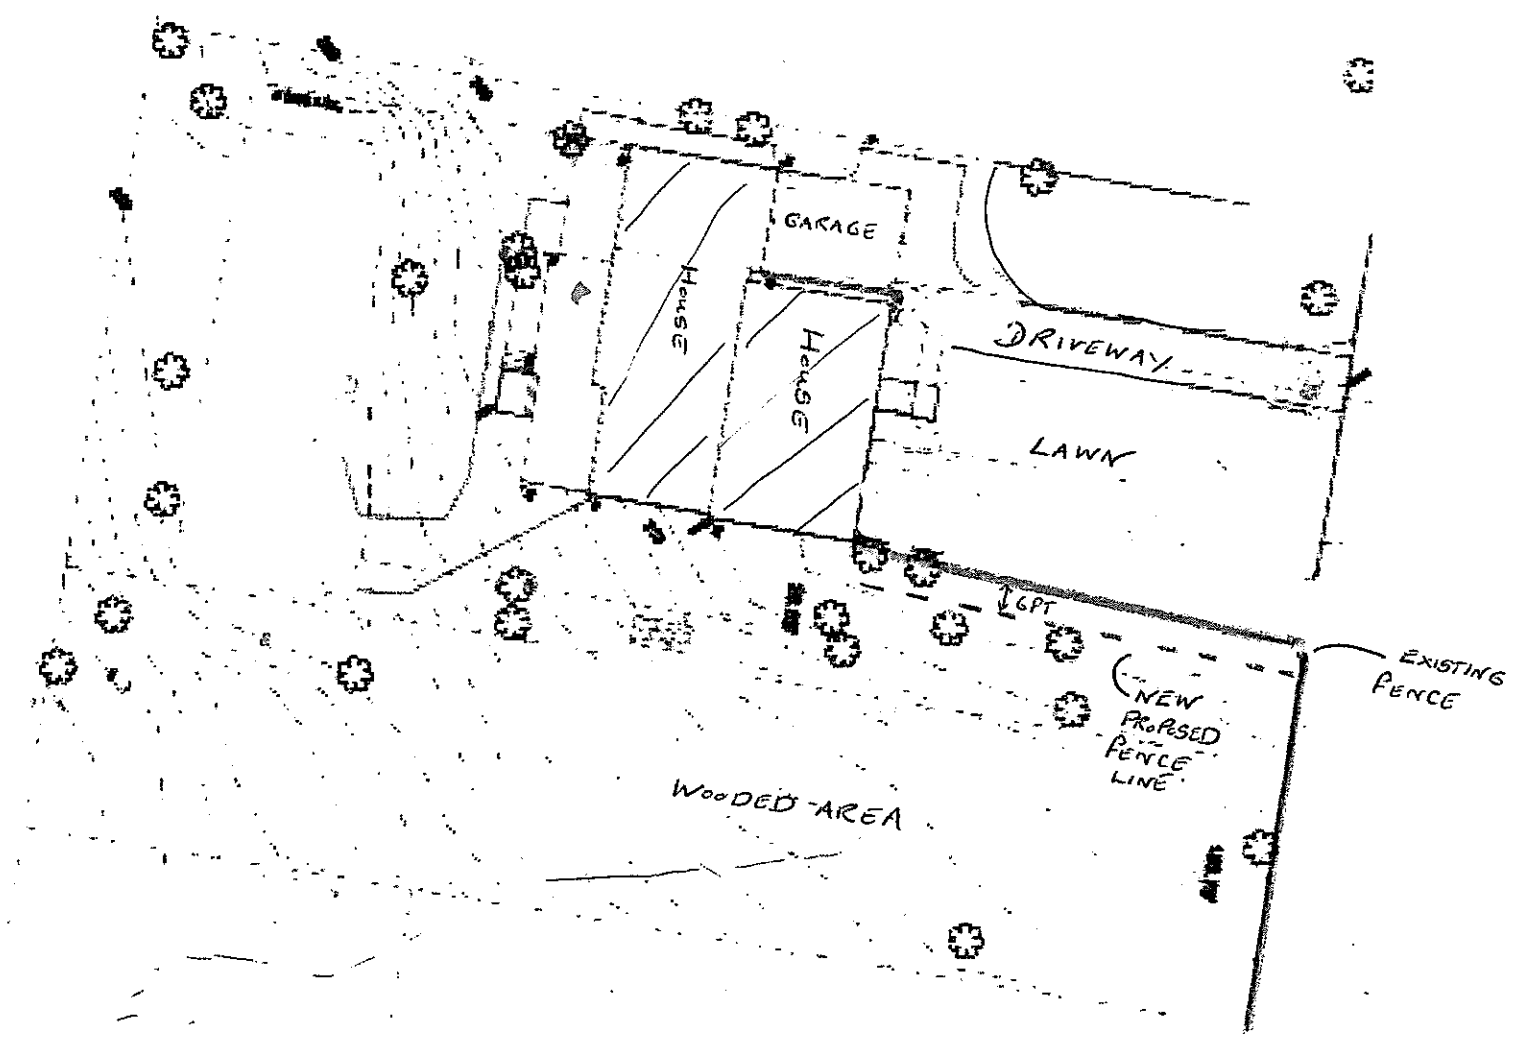 GARAGE
HOUSE
HOUSE
DRIVEWAY
LAWN
6FT
EXISTING
FENCE
NEW
PROPOSED
FENCE
LINE
WOODED AREA